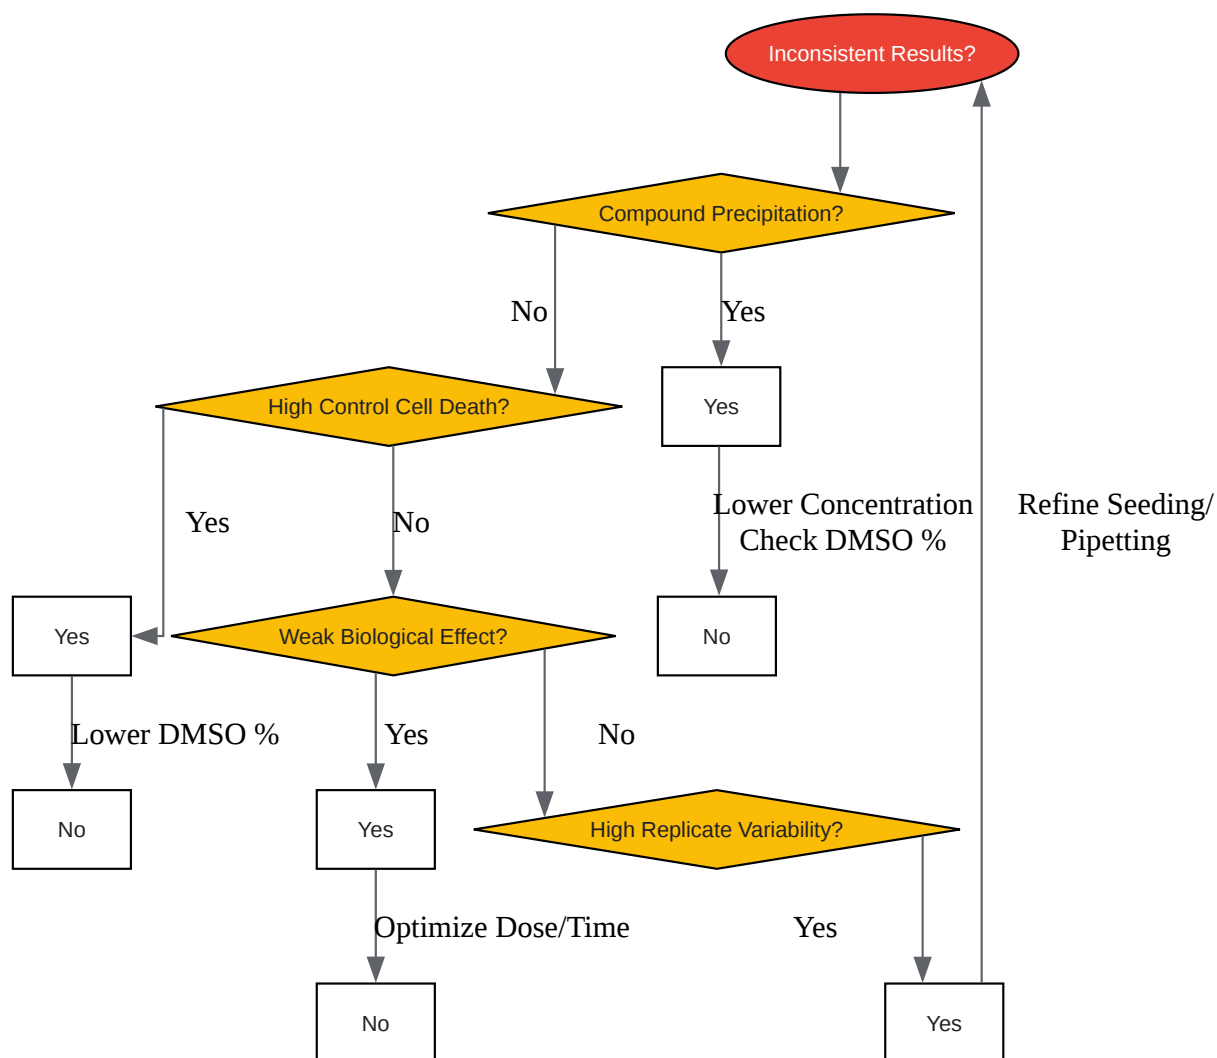 Inconsistent Results?
Compound Precipitation?
No
Yes
High Control Cell Death?
Yes
Lower Concentration
Check DMSO %
Refine Seeding/
Pipetting
Yes
No
Yes
Weak Biological Effect?
No
Lower DMSO %
Yes
No
No
Yes
High Replicate Variability?
Optimize Dose/Time
Yes
No
Yes